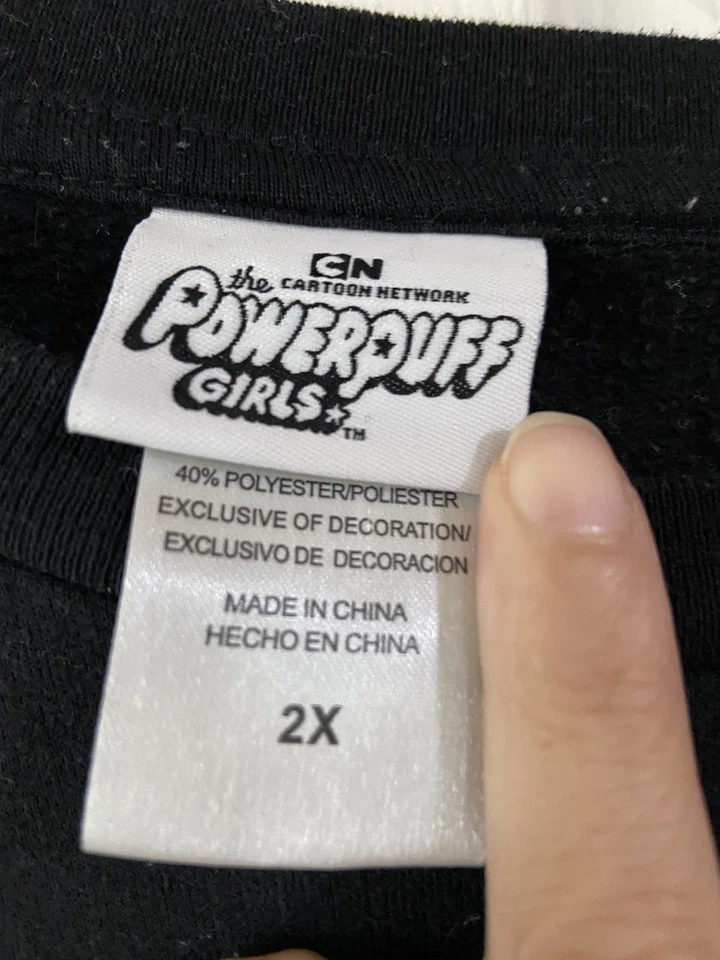 CN
the CARTOON NETWORK
POWERPUFF
GIRLS TM
40% POLYESTER/POLIESTER
EXCLUSIVE OF DECORATION/
EXCLUSIVO DE DECORACION
MADE IN CHINA
HECHO EN CHINA
2X